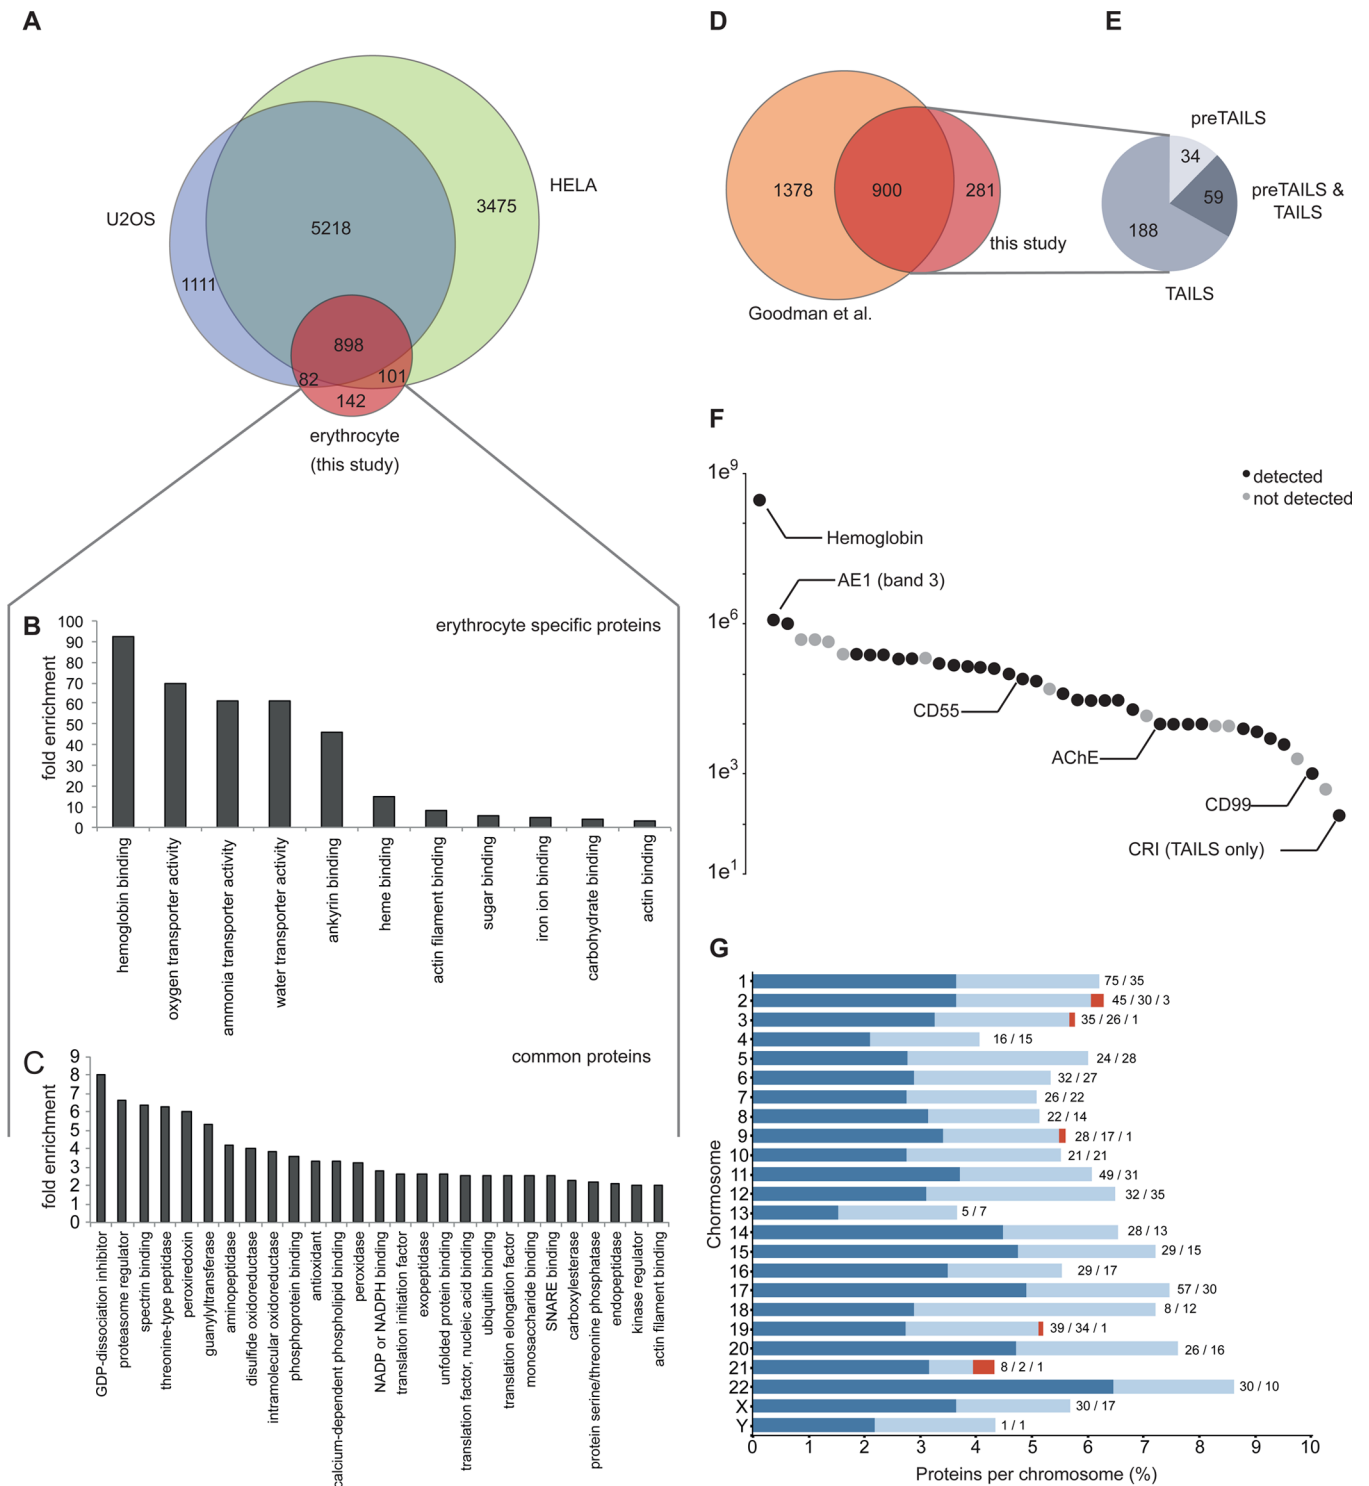 A
U2OS
HELA
5218
3475
1111
898
82
101
142
erythrocyte
(this study)
B
erythrocyte specific proteins
fold enrichment
100
90
80
70
60
50
40
30
20
10
0
hemoglobin binding
oxygen transporter activity
ammonia transporter activity
water transporter activity
ankyrin binding
heme binding
actin filament binding
sugar binding
iron ion binding
carbohydrate binding
actin binding
C
common proteins
fold enrichment
9
8
7
6
5
4
3
2
1
0
GDP-dissociation inhibitor
proteasome regulator
spectrin binding
threonine-type peptidase
peroxiredoxin
guanyltransferase
aminopeptidase
disulfide oxidoreductase
intramolecular oxidoreductase
phosphoprotein binding
antioxidant
calcium-dependent phospholipid binding
peroxidase
NADP or NADPH binding
translation initiation factor
exopeptidase
unfolded protein binding
translation factor, nucleic acid binding
ubiquitin binding
translation elongation factor
monosaccharide binding
SNARE binding
carboxylesterase
protein serine/threonine phosphatase
endopeptidase
kinase regulator
actin filament binding
D
1378
900
281
this study
Goodman et al.
E
preTAILS
34
preTAILS &
TAILS
59
188
TAILS
F
1e9
1e6
1e3
1e1
detected
not detected
Hemoglobin
AE1 (band 3)
CD55
AChE
CD99
CRI (TAILS only)
G
Chormosome
1 75 / 35
2 45 / 30 / 3
3 35 / 26 / 1
4 16 / 15
5 24 / 28
6 32 / 27
7 26 / 22
8 22 / 14
9 28 / 17 / 1
10 21 / 21
11 49 / 31
12 32 / 35
13 5 / 7
14 28 / 13
15 29 / 15
16 29 / 17
17 57 / 30
18 8 / 12
19 39 / 34 / 1
20 26 / 16
21 8 / 2 / 1
22 30 / 10
X 30 / 17
Y 1 / 1
0 1 2 3 4 5 6 7 8 9 10
Proteins per chromosome (%)